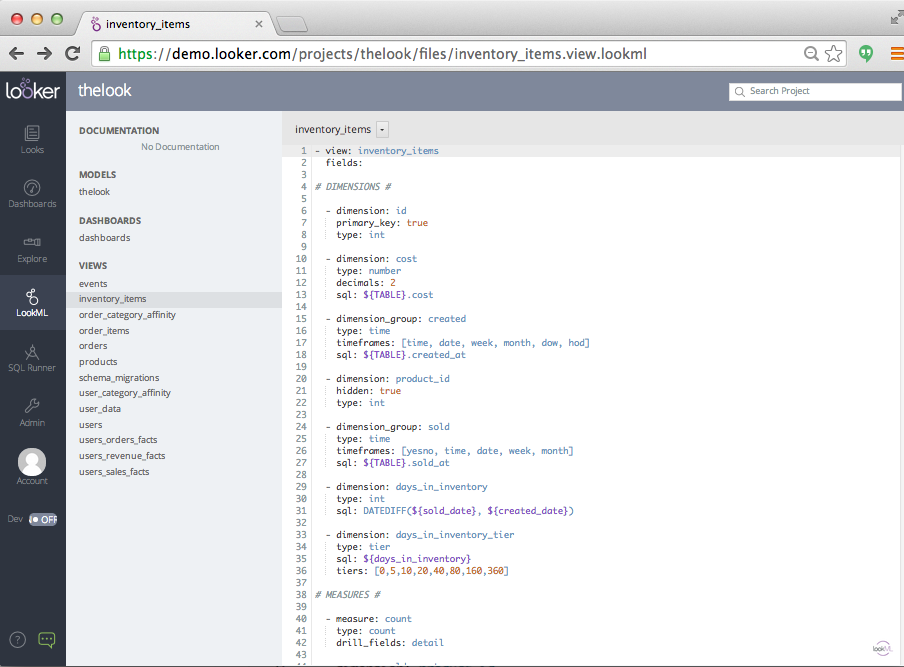 inventory_items
https://demo.looker.com/projects/thelook/files/inventory_items.view.lookml
looker
thelook
Search Project
Looks
Dashboards
Explore
LookML
SQL Runner
Admin
Account
Dev OFF
?
DOCUMENTATION
No Documentation
MODELS
thelook
DASHBOARDS
dashboards
VIEWS
events
inventory_items
order_category_affinity
order_items
orders
products
schema_migrations
user_category_affinity
user_data
users
users_orders_facts
users_revenue_facts
users_sales_facts
inventory_items
1 - view: inventory_items
2 fields:
3
4 # DIMENSIONS #
5
6 - dimension: id
7 primary_key: true
8 type: int
9
10 - dimension: cost
11 type: number
12 decimals: 2
13 sql: ${TABLE}.cost
14
15 - dimension_group: created
16 type: time
17 timeframes: [time, date, week, month, dow, hod]
18 sql: ${TABLE}.created_at
19
20 - dimension: product_id
21 hidden: true
22 type: int
23
24 - dimension_group: sold
25 type: time
26 timeframes: [yesno, time, date, week, month]
27 sql: ${TABLE}.sold_at
28
29 - dimension: days_in_inventory
30 type: int
31 sql: DATEDIFF(${sold_date}, ${created_date})
32
33 - dimension: days_in_inventory_tier
34 type: tier
35 sql: ${days_in_inventory}
36 tiers: [0,5,10,20,40,80,160,360]
37
38 # MEASURES #
39
40 - measure: count
41 type: count
42 drill_fields: detail
43
lookML